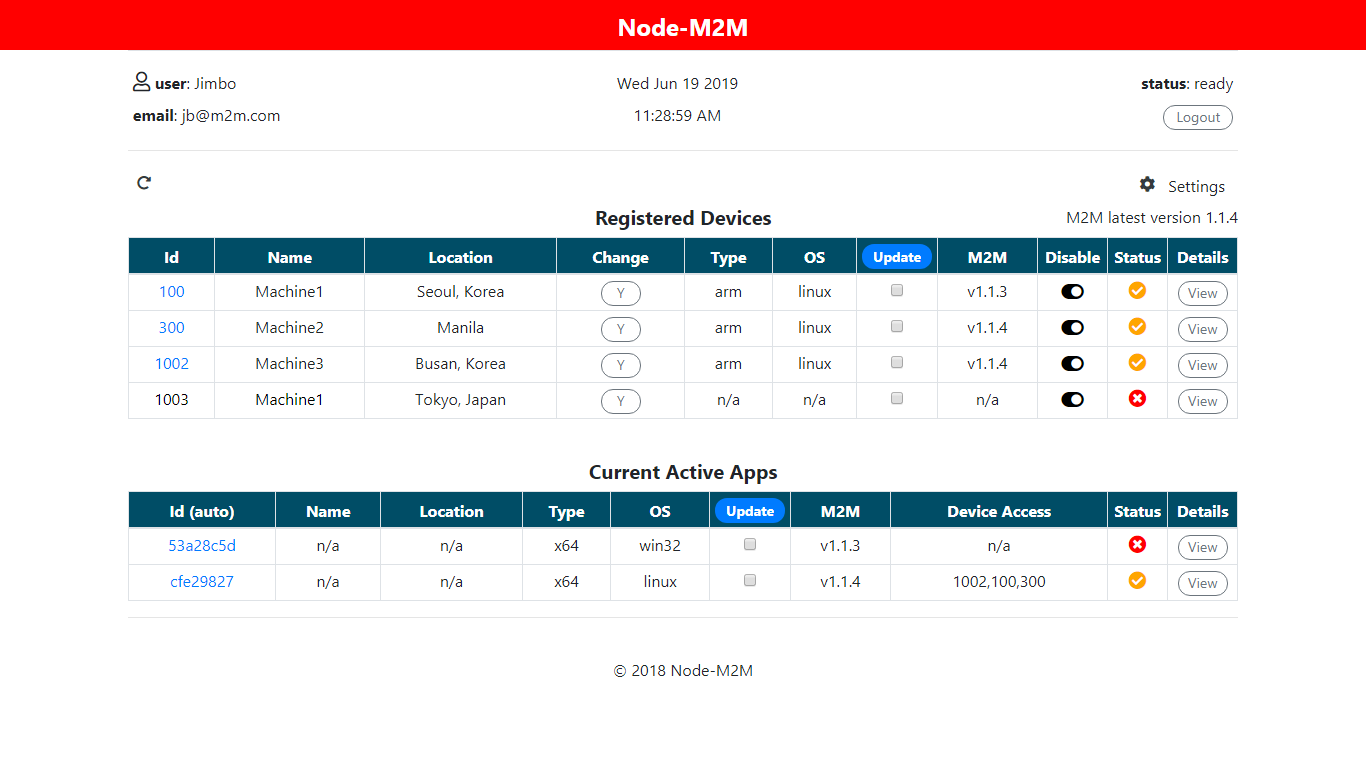 Node-M2M
user: Jimbo Wed Jun 19 2019 status: ready
email: jb@m2m.com 11:28:59 AM Logout
Settings
Registered Devices M2M latest version 1.1.4
Id Name Location Change Type OS Update M2M Disable Status Details
100 Machine1 Seoul, Korea Y arm linux v1.1.3 View
300 Machine2 Manila Y arm linux v1.1.4 View
1002 Machine3 Busan, Korea Y arm linux v1.1.4 View
1003 Machine1 Tokyo, Japan Y n/a n/a n/a View
Current Active Apps
Id (auto) Name Location Type OS Update M2M Device Access Status Details
53a28c5d n/a n/a x64 win32 v1.1.3 n/a View
cfe29827 n/a n/a x64 linux v1.1.4 1002,100,300 View
© 2018 Node-M2M